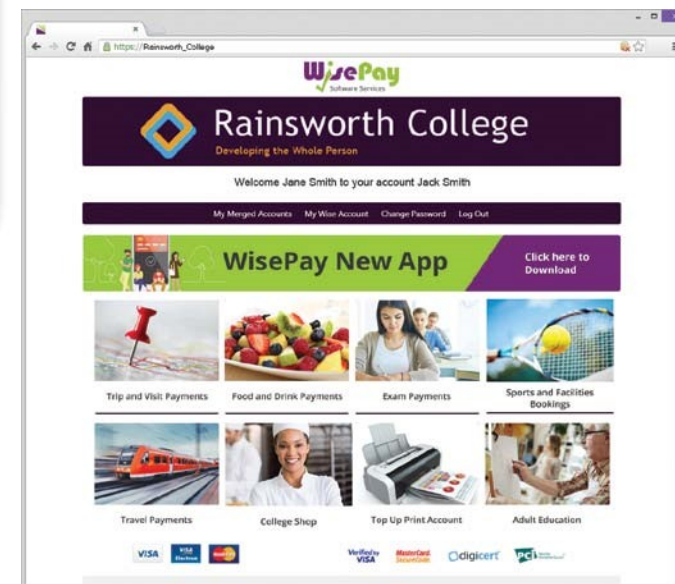 https://Rainsworth_College
WisePay
Software Services
Rainsworth College
Developing the Whole Person
Welcome Jane Smith to your account Jack Smith
My Merged Accounts My Wise Account Change Password Log Out
WisePay New App
Click here to
Download
Trip and Visit Payments Food and Drink Payments Exam Payments Sports and Facilities
Bookings
Travel Payments College Shop Top Up Print Account Adult Education
VISA VISA Electron MasterCard Verified by VISA MasterCard SecureCode digicert PCI